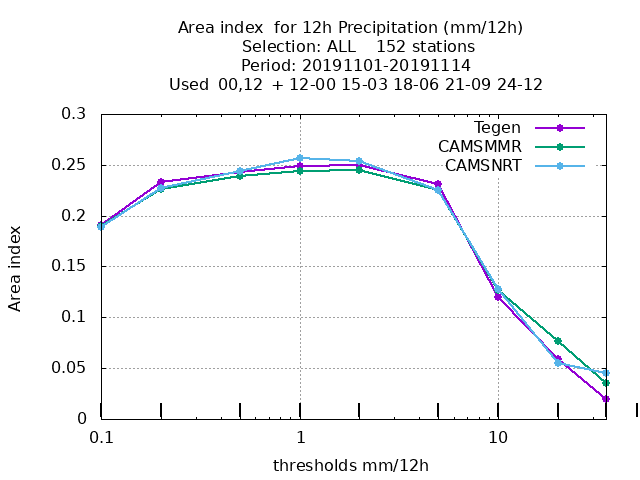 Area index  for 12h Precipitation (mm/12h)
Selection: ALL    152 stations
Period: 20191101-20191114
Used  00,12  + 12-00 15-03 18-06 21-09 24-12
Tegen
CAMSMMR
CAMSNRT
0.3
0.25
0.2
0.15
0.1
0.05
0
Area index
0.1 1 10
thresholds mm/12h